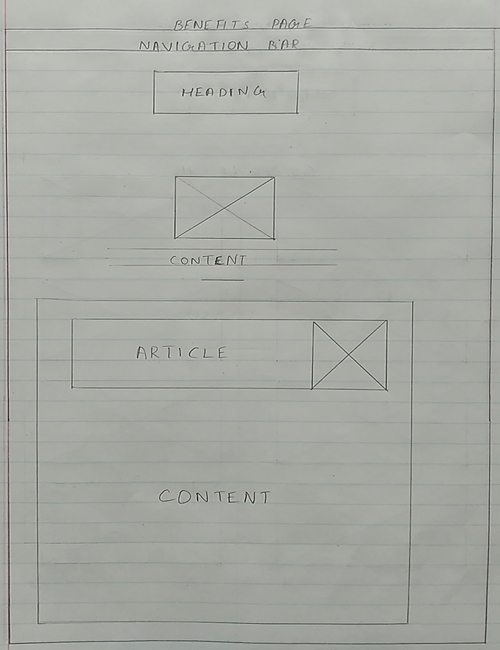 BENEFITS PAGE
NAVIGATION BAR
HEADING
CONTENT
ARTICLE
CONTENT